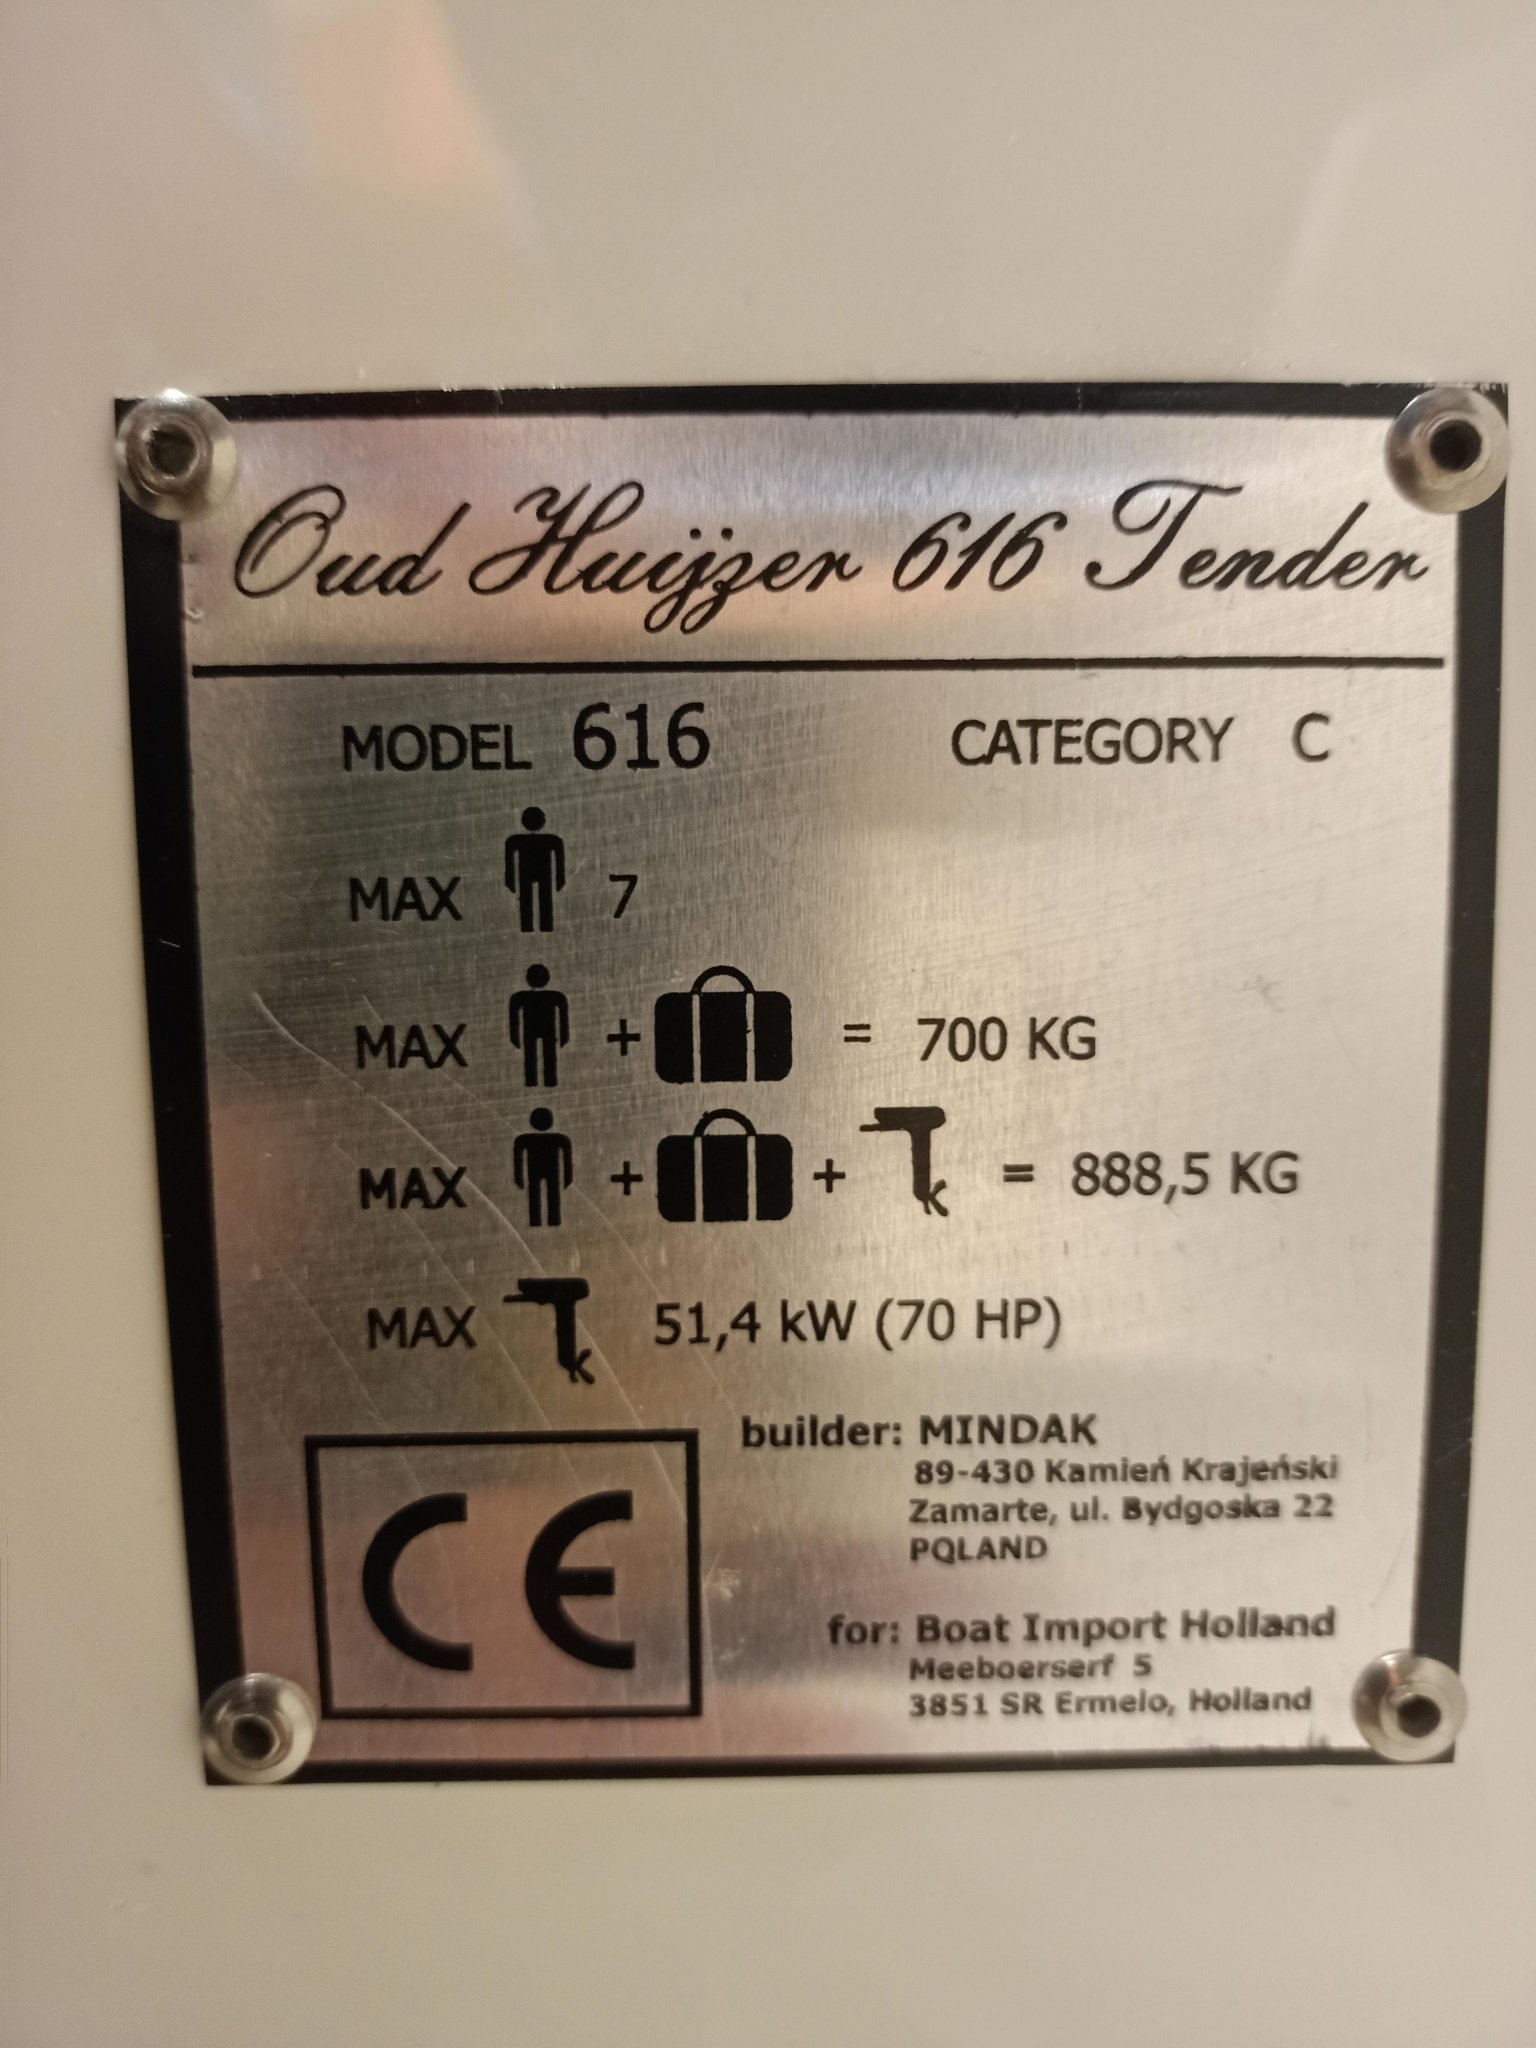 Oud Huijzer 616 Tender
MODEL 616 CATEGORY C
MAX 7
MAX + = 700 KG
MAX + + = 888,5 KG
MAX 51,4 kW (70 HP)
CE
builder: MINDAK
89-430 Kamień Krajeński
Zamarte, ul. Bydgoska 22
POLAND
for: Boat Import Holland
Meeboerserf 5
3851 SR Ermelo, Holland